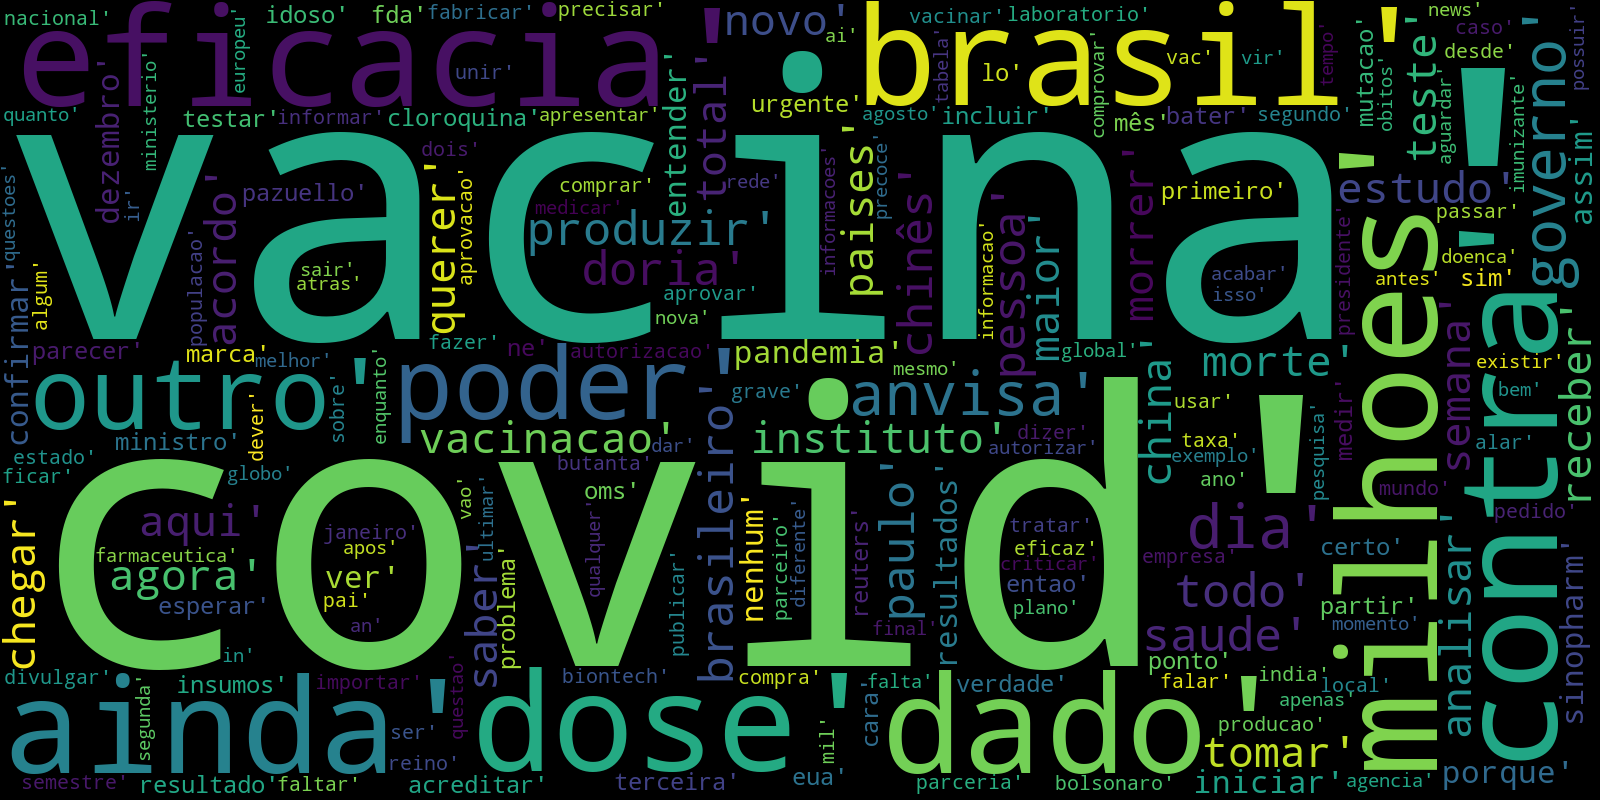 nacional'
eficacia'
idoso'
fda'
fabricar'
precisar'
novo'
ai'
brasil'
vacinar'
laboratorio'
news'
caso'
desde'
possuir'
europeu'
unir'
lo'
vac'
vir'
tempo'
tabela'
comprovar'
mutacao'
obitos'
teste'
aguardar'
imunizante'
governo'
assim'
quanto'
dezembro'
ministerio'
testar'
informar'
cloroquina'
apresentar'
entender'
total'
urgente'
agosto'
incluir'
mês'
bater'
segundo'
vacina'
questoes'
ir'
pazuello'
acordo'
populacao'
dois'
querer'
aprovacao'
comprar'
medicar'
produzir'
rede'
doria'
aprovar'
nova'
informacoes'
paises'
precoce'
chinês'
informacao'
pessoa'
maior'
morrer'
primeiro'
acabar'
isso'
estudo'
presidente'
passar'
doenca'
antes'
sim'
sair'
atras'
confirmar'
algum'
parecer'
marca'
melhor'
fazer'
ne'
autorizacao'
pandemia'
mesmo'
global'
morte'
existir'
outro'
sobre'
enquanto'
poder'
brasileiro'
grave'
anvisa'
china'
usar'
taxa'
exemplo'
ano'
pesquisa'
medir'
milhoes'
semana'
contra'
bem'
alar'
receber'
ministro'
dever'
estado'
ficar'
globo'
vacinacao'
dar'
instituto'
dizer'
autorizar'
butanta'
oms'
mundo'
pedido'
covid'
chegar'
aqui'
farmaceutica'
agora'
esperar'
janeiro'
apos'
ver'
pai'
an'
in'
vao'
ultimar'
saber'
problema'
qualquer'
publicar'
nenhum'
parceiro'
diferente'
reuters'
paulo'
final'
resultados'
tratar'
eficaz'
criticar'
entao'
plano'
dia'
empresa'
todo'
saude'
certo'
partir'
momento'
analisar'
sinopharm'
divulgar'
segunda'
insumos'
importar'
questao'
biontech'
compra'
falta'
verdade'
ponto'
falar'
india'
local'
apenas'
ainda'
ser'
reino'
dose'
mil'
cara'
dado'
producao'
tomar'
semestre'
resultado'
faltar'
acreditar'
terceira'
eua'
parceria'
bolsonaro'
iniciar'
agencia'
porque'